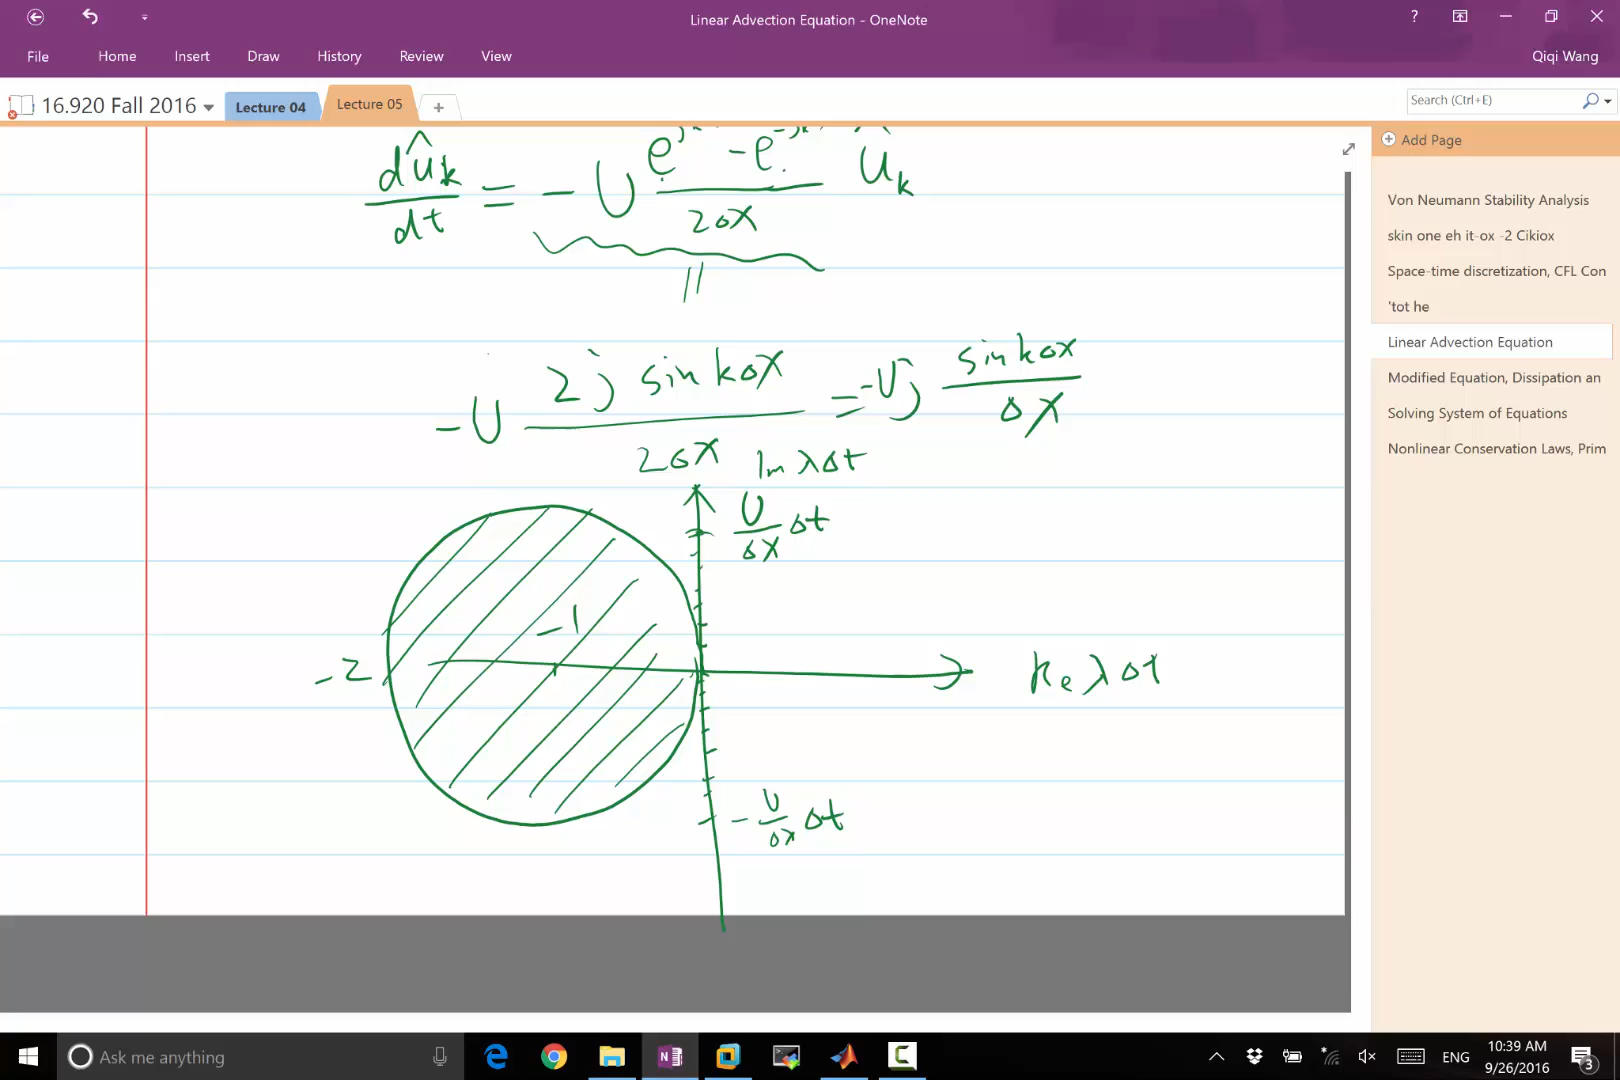 Linear Advection Equation - OneNote
?
File Home Insert Draw History Review View
Qiqi Wang
16.920 Fall 2016
Lecture 04
Lecture 05
Search (Ctrl+E)
Add Page
Von Neumann Stability Analysis
skin one eh it-ox -2 Cikiox
Space-time discretization, CFL Con
'tot he
Linear Advection Equation
Modified Equation, Dissipation an
Solving System of Equations
Nonlinear Conservation Laws, Prim
dû_k/dt = -U (e - e)/(2Δx) û_k
||
-U (2j sin kΔx)/(2Δx) = -Uj (sin kΔx)/(Δx)
Im λΔt
U/Δx Δt
-1
-2
Re λΔt
-U/Δx Δt
Ask me anything
ENG
10:39 AM
9/26/2016
3